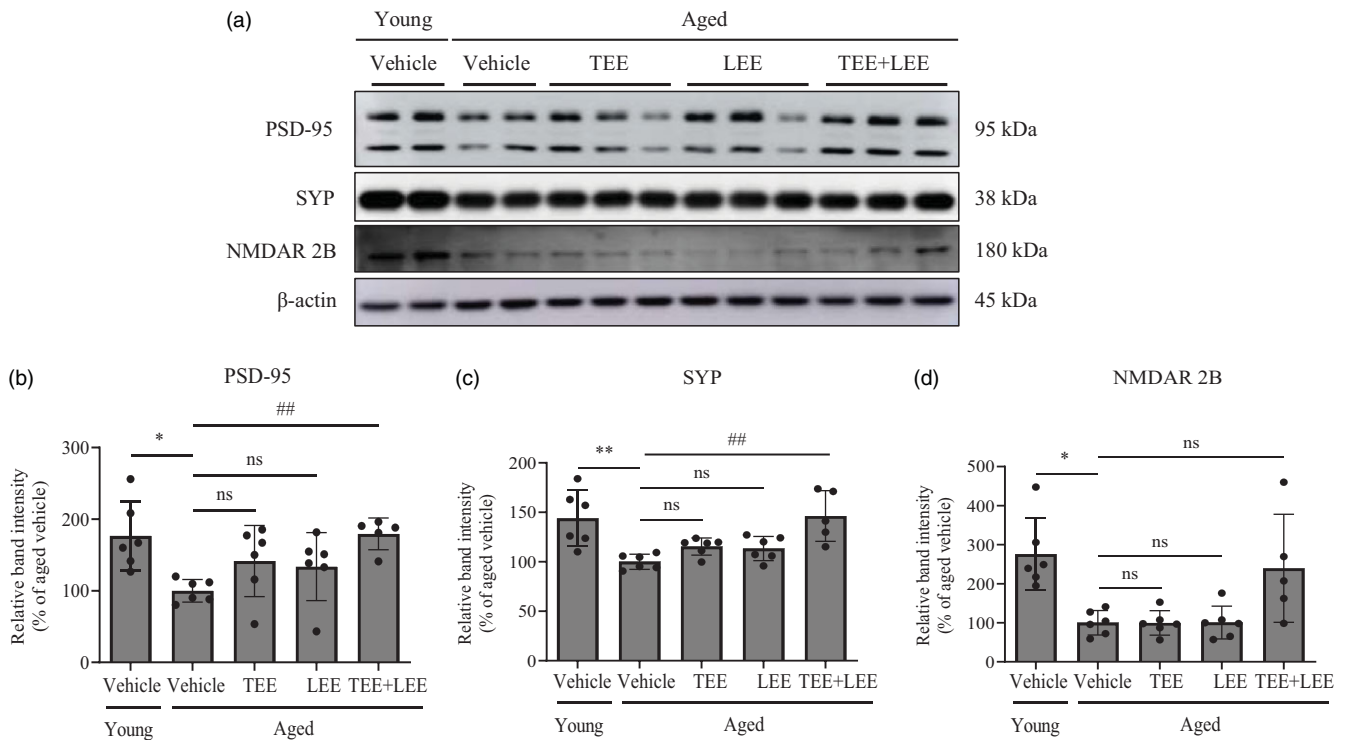 (a)
Young Aged
Vehicle Vehicle TEE LEE TEE+LEE
PSD-95 95 kDa
SYP 38 kDa
NMDAR 2B 180 kDa
β-actin 45 kDa
(b) PSD-95
Relative band intensity
(% of aged vehicle)
300
200
100
0
*
##
ns
ns
Vehicle Vehicle TEE LEE TEE+LEE
Young Aged
(c) SYP
Relative band intensity
(% of aged vehicle)
200
150
100
50
0
**
##
ns
ns
Vehicle Vehicle TEE LEE TEE+LEE
Young Aged
(d) NMDAR 2B
Relative band intensity
(% of aged vehicle)
500
400
300
200
100
0
*
ns
ns
ns
Vehicle Vehicle TEE LEE TEE+LEE
Young Aged